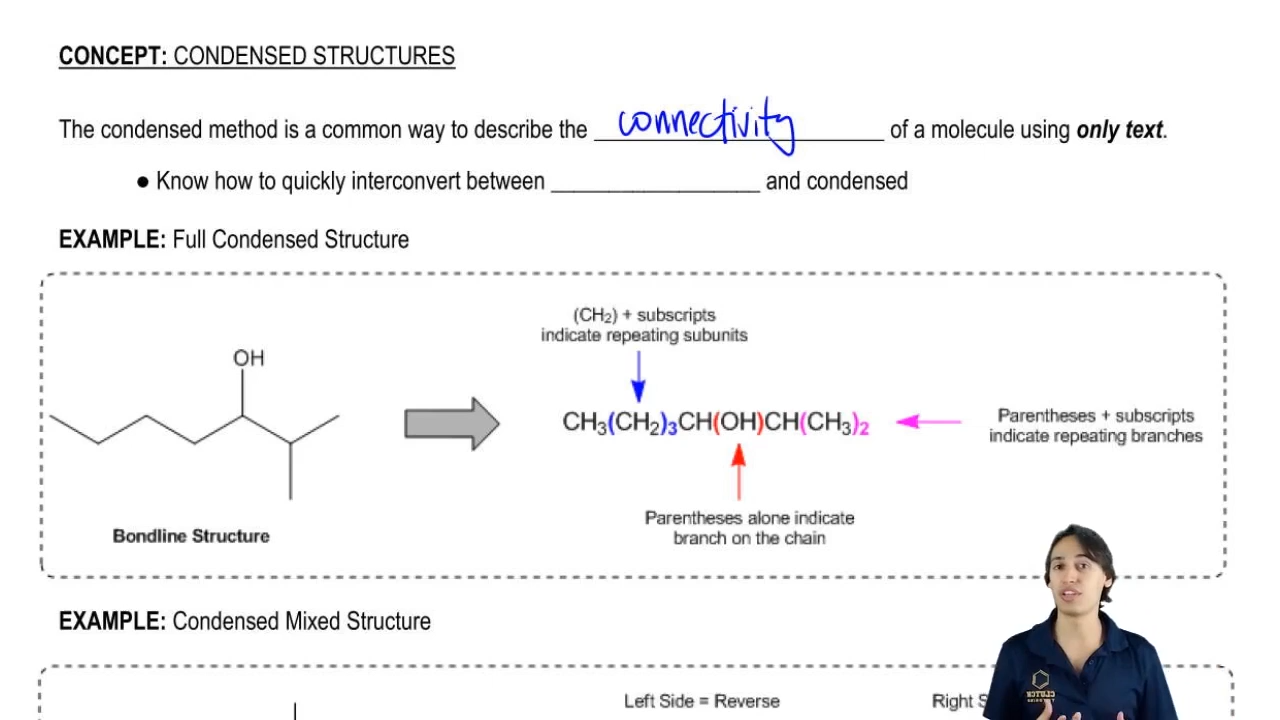 CONCEPT: CONDENSED STRUCTURES
The condensed method is a common way to describe the connectivity of a molecule using only text.
● Know how to quickly interconvert between ________________ and condensed
EXAMPLE: Full Condensed Structure
(CH₂) + subscripts
indicate repeating subunits
OH
CH₃(CH₂)₃CH(OH)CH(CH₃)₂
Parentheses + subscripts
indicate repeating branches
Parentheses alone indicate
branch on the chain
Bondline Structure
EXAMPLE: Condensed Mixed Structure
Left Side = Reverse
Right